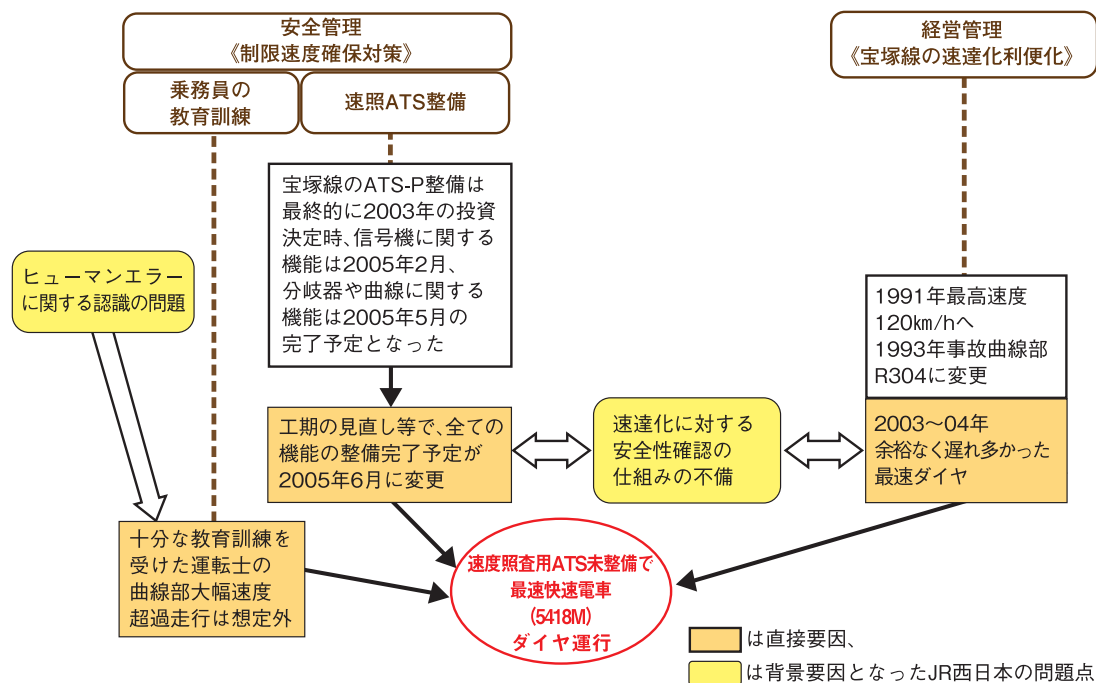 安全管理
《制限速度確保対策》
経営管理
《宝塚線の速達化利便化》
乗務員の
教育訓練
速照ATS整備
宝塚線のATS-P整備は
最終的に2003年の投資
決定時、信号機に関する
機能は2005年2月、
分岐器や曲線に関する
機能は2005年5月の
完了予定となった
ヒューマンエラー
に関する認識の問題
1991年最高速度
120km/hへ
1993年事故曲線部
R304に変更
工期の見直し等で、全ての
機能の整備完了予定が
2005年6月に変更
速達化に対する
安全性確認の
仕組みの不備
2003〜04年
余裕なく遅れ多かった
最速ダイヤ
十分な教育訓練を
受けた運転士の
曲線部大幅速度
超過走行は想定外
速度照査用ATS未整備で
最速快速電車
(5418M)
ダイヤ運行
は直接要因、
は背景要因となったJR西日本の問題点